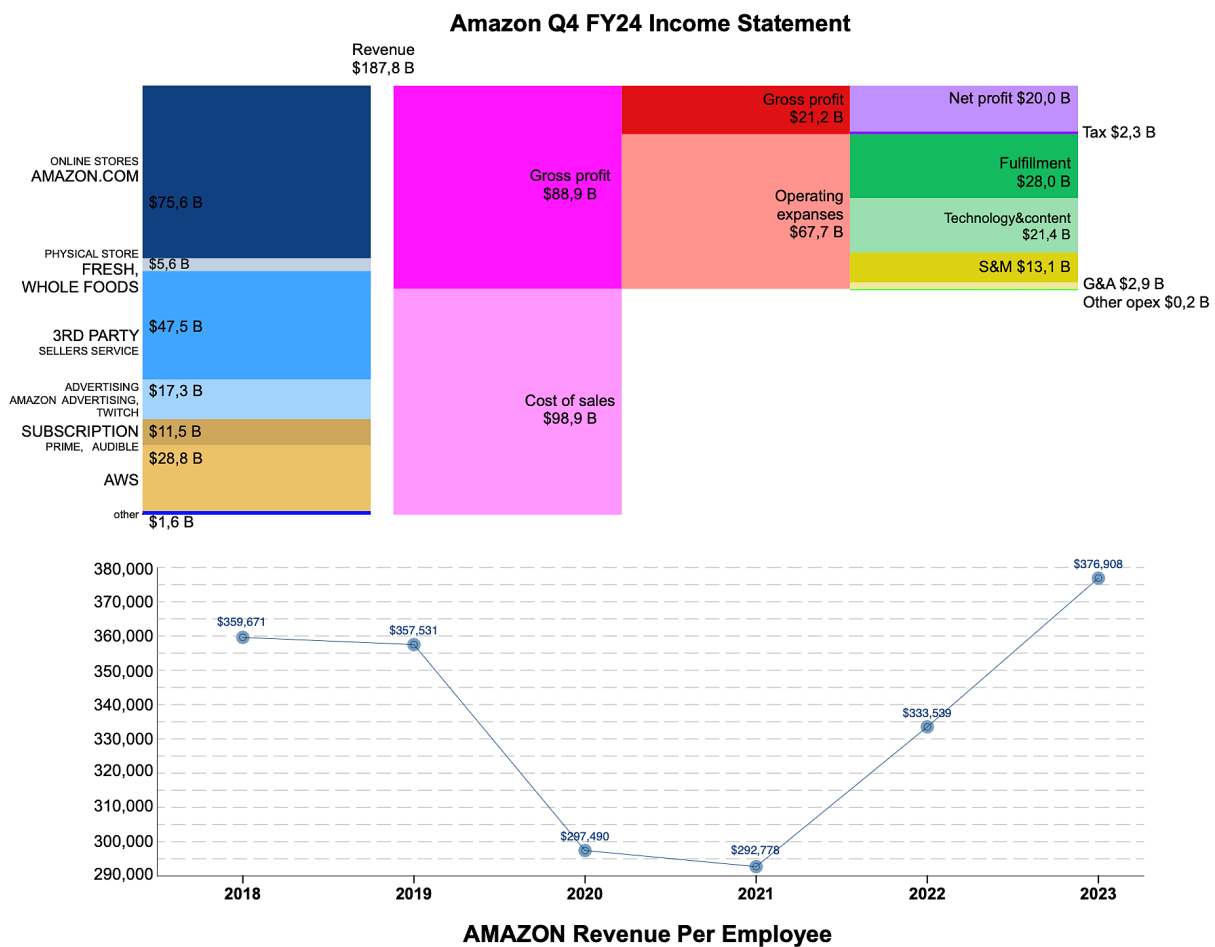 Amazon Q4 FY24 Income Statement
Revenue
$187,8 B
ONLINE STORES
AMAZON.COM
$75,6 B
PHYSICAL STORE
FRESH,
WHOLE FOODS
$5,6 B
3RD PARTY
SELLERS SERVICE
$47,5 B
ADVERTISING
AMAZON ADVERTISING,
TWITCH
$17,3 B
SUBSCRIPTION
PRIME, AUDIBLE
$11,5 B
AWS
$28,8 B
other
$1,6 B
Gross profit
$88,9 B
Cost of sales
$98,9 B
Gross profit
$21,2 B
Operating
expanses
$67,7 B
Net profit $20,0 B
Tax $2,3 B
Fulfillment
$28,0 B
Technology&content
$21,4 B
S&M $13,1 B
G&A $2,9 B
Other opex $0,2 B
380,000
370,000
360,000
350,000
340,000
330,000
320,000
310,000
300,000
290,000
$359,671
$357,531
$297,490
$292,778
$333,539
$376,908
2018 2019 2020 2021 2022 2023
AMAZON Revenue Per Employee